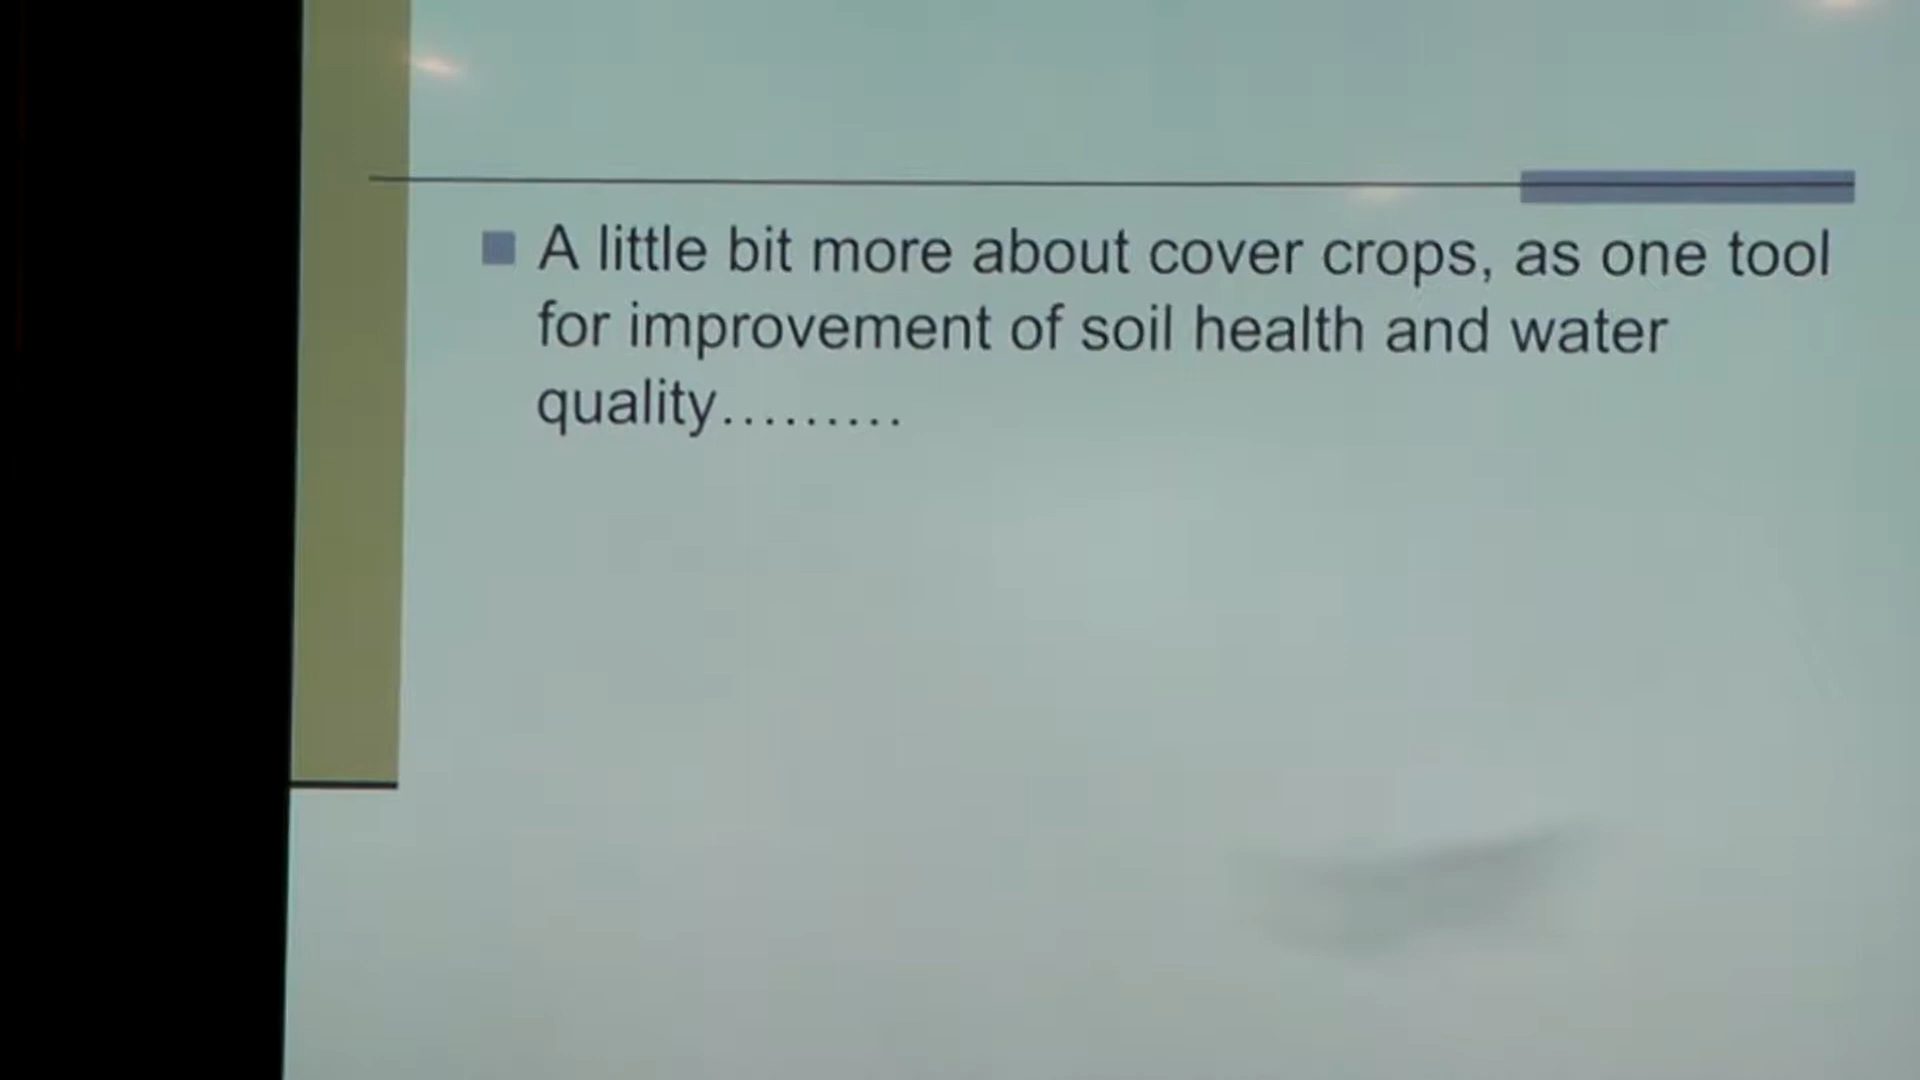 A little bit more about cover crops, as one tool
for improvement of soil health and water
quality.........